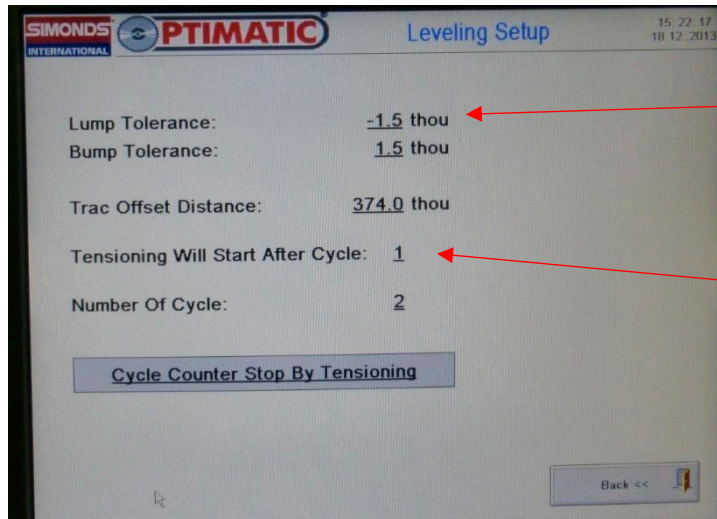 SIMONDS
INTERNATIONAL
PTIMATIC
Leveling Setup
15:22:17
18.12.2013
Lump Tolerance: -1.5 thou
Bump Tolerance: 1.5 thou
Trac Offset Distance: 374.0 thou
Tensioning Will Start After Cycle: 1
Number Of Cycle: 2
Cycle Counter Stop By Tensioning
Back <<